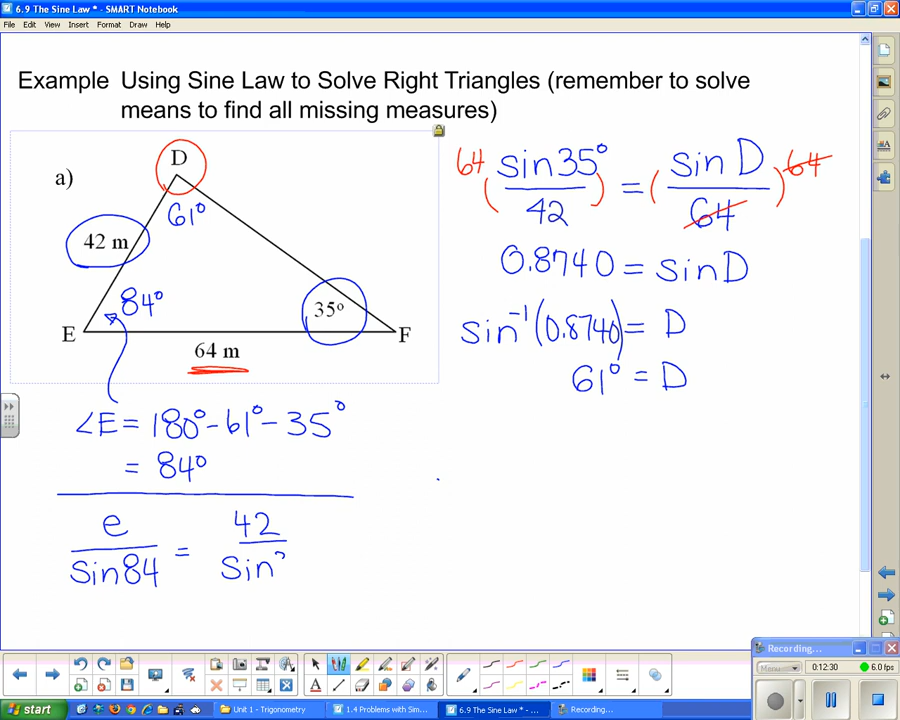 6.9 The Sine Law * - SMART Notebook
File Edit View Insert Format Draw Help
Example Using Sine Law to Solve Right Triangles (remember to solve
means to find all missing measures)
a)
D
61°
42 m
84°
35°
E
F
64 m
64 (sin35°/42) = (sin D/64) 64
0.8740 = sin D
sin⁻¹(0.8740) = D
61° = D
∠E = 180° - 61° - 35°
= 84°
e/sin84 = 42/sin
Recording...
Menu
0:12:30
6.0 fps
start
Unit 1 - Trigonometry
1.4 Problems with Sim...
6.9 The Sine Law * - ...
Recording...